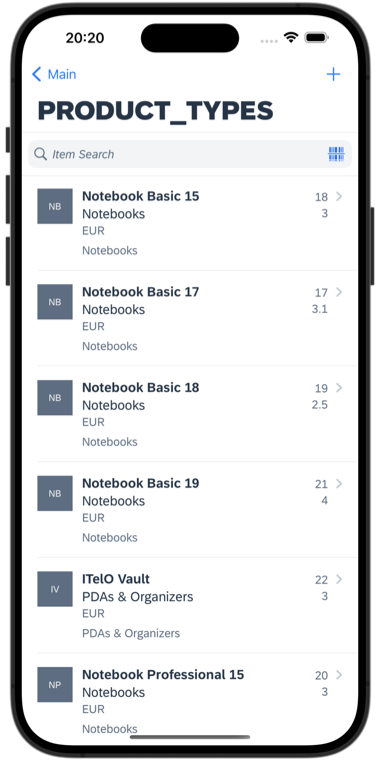 20:20
Main
PRODUCT_TYPES
Item Search
NB
Notebook Basic 15
18
Notebooks
3
EUR
Notebooks
NB
Notebook Basic 17
17
Notebooks
3.1
EUR
Notebooks
NB
Notebook Basic 18
19
Notebooks
2.5
EUR
Notebooks
NB
Notebook Basic 19
21
Notebooks
4
EUR
Notebooks
IV
ITelO Vault
22
PDAs & Organizers
3
EUR
PDAs & Organizers
NP
Notebook Professional 15
20
Notebooks
3
EUR
Notebooks